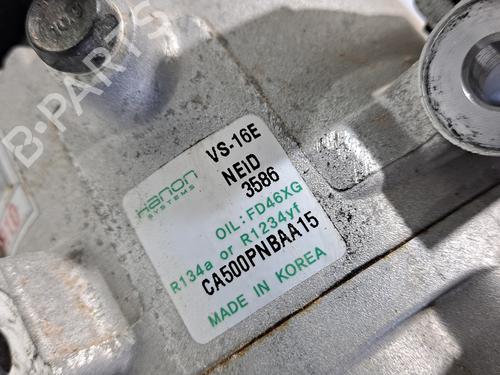 Hanon
SYSTEMS
VS-16E
NEID
3586
OIL:FD46XG
R134a or R1234yf
CA500PNBAA15
MADE IN KOREA
B-PARTS